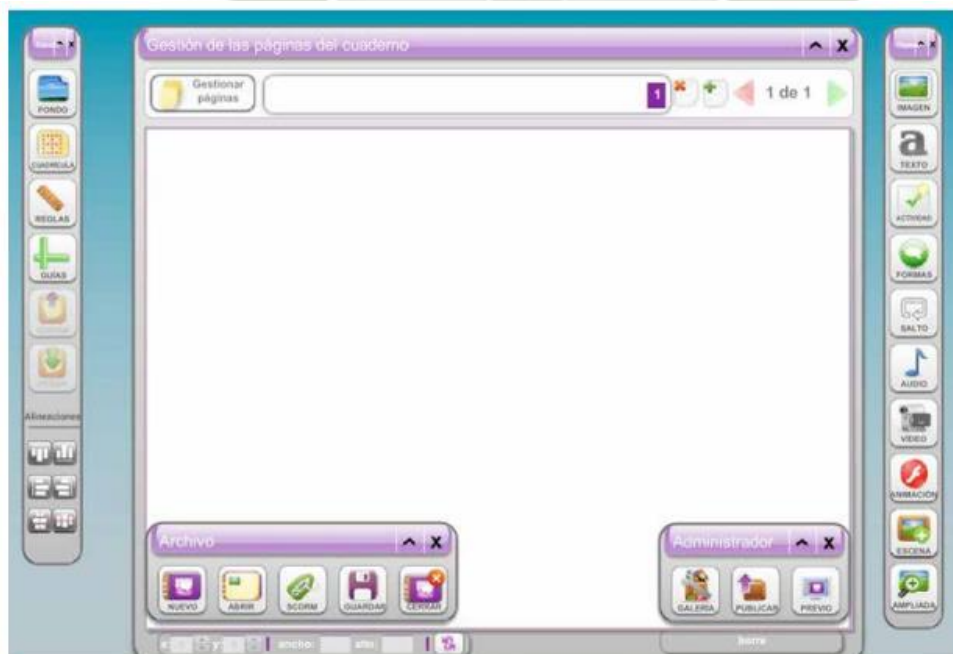 Gestión de las páginas del cuaderno
Gestionar
páginas
1
1 de 1
FONDO
CUADRÍCULA
REGLAS
GUÍAS
Alineaciones
IMAGEN
TEXTO
ACTIVIDAD
FORMAS
SALTO
AUDIO
VIDEO
ANIMACIÓN
ESCENA
AMPLIADA
Archivo
NUEVO
ABRIR
SCORM
GUARDAR
CERRAR
Administrador
GALERIA
PUBLICAR
PREVIO
x:
y:
ancho:
alto: